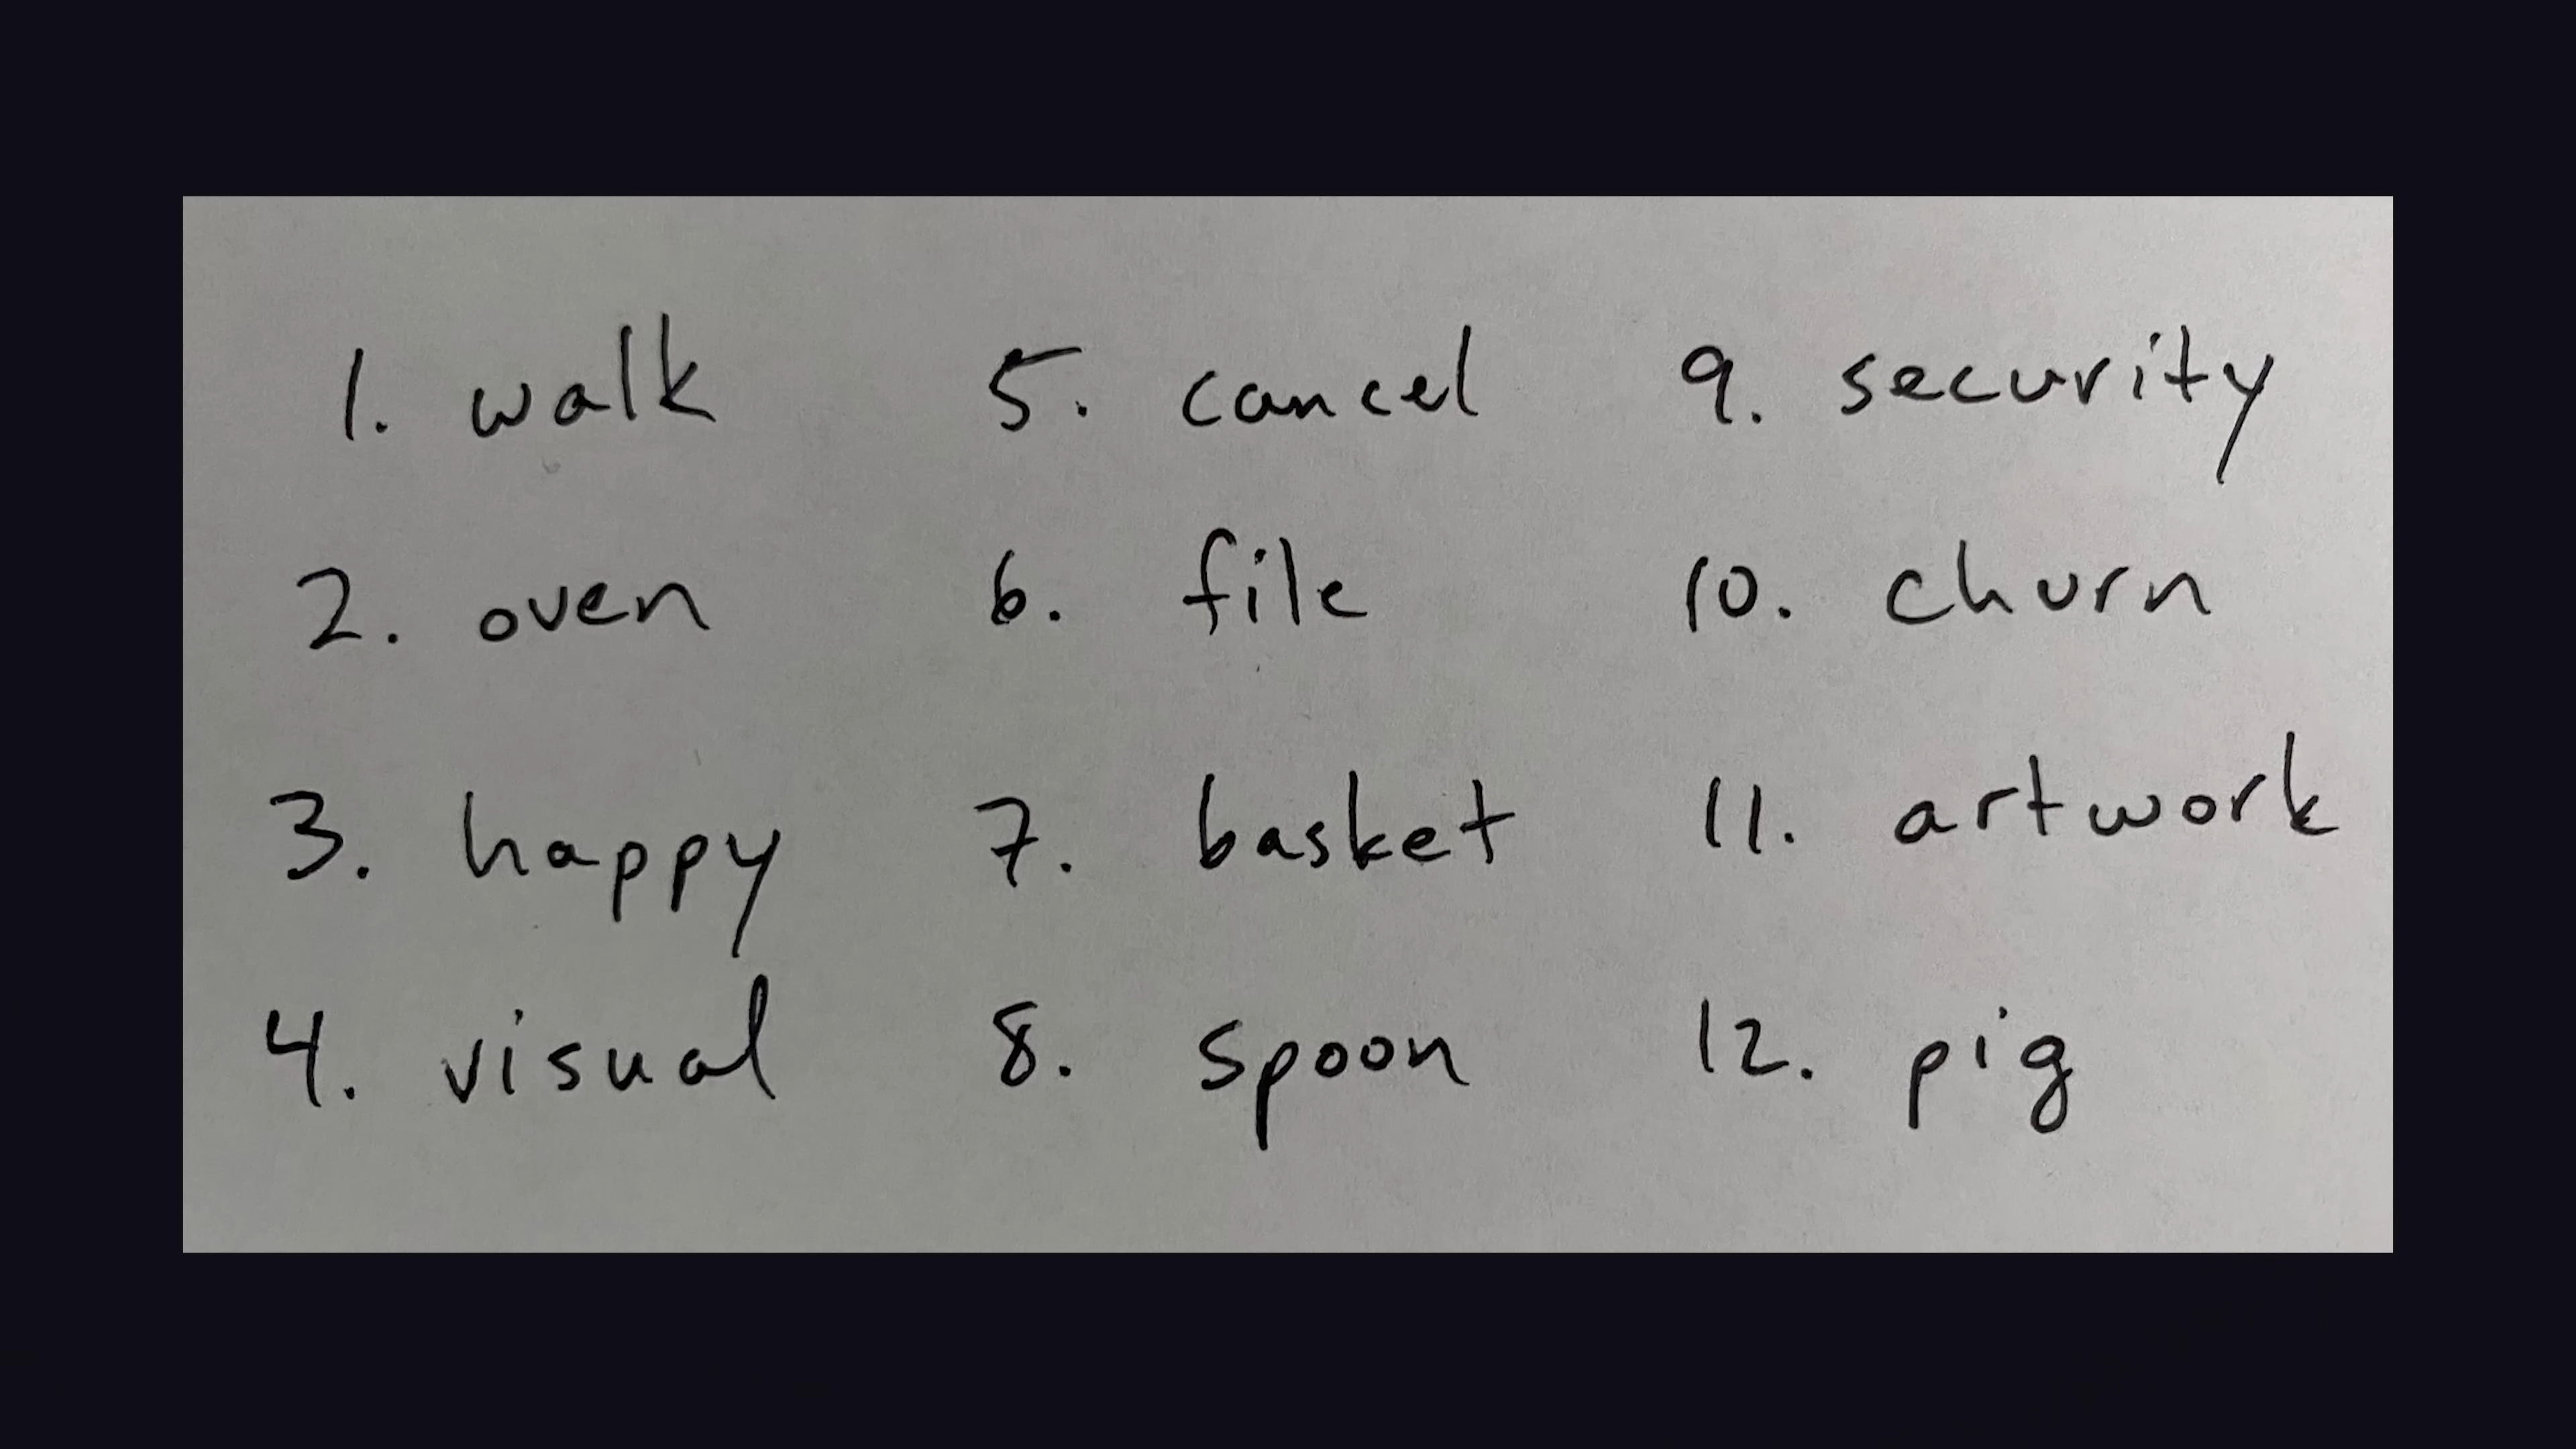 1. walk
2. oven
3. happy
4. visual
5. cancel
6. file
7. basket
8. spoon
9. security
10. churn
11. artwork
12. pig